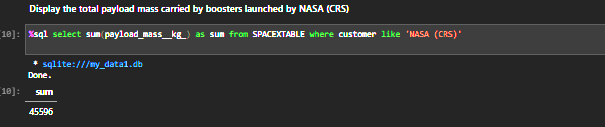 Display the total payload mass carried by boosters launched by NASA (CRS)
[10]: %sql select sum(payload_mass__kg_) as sum from SPACEXTABLE where customer like 'NASA (CRS)'
* sqlite:///my_data1.db
Done.
[10]: sum
45596